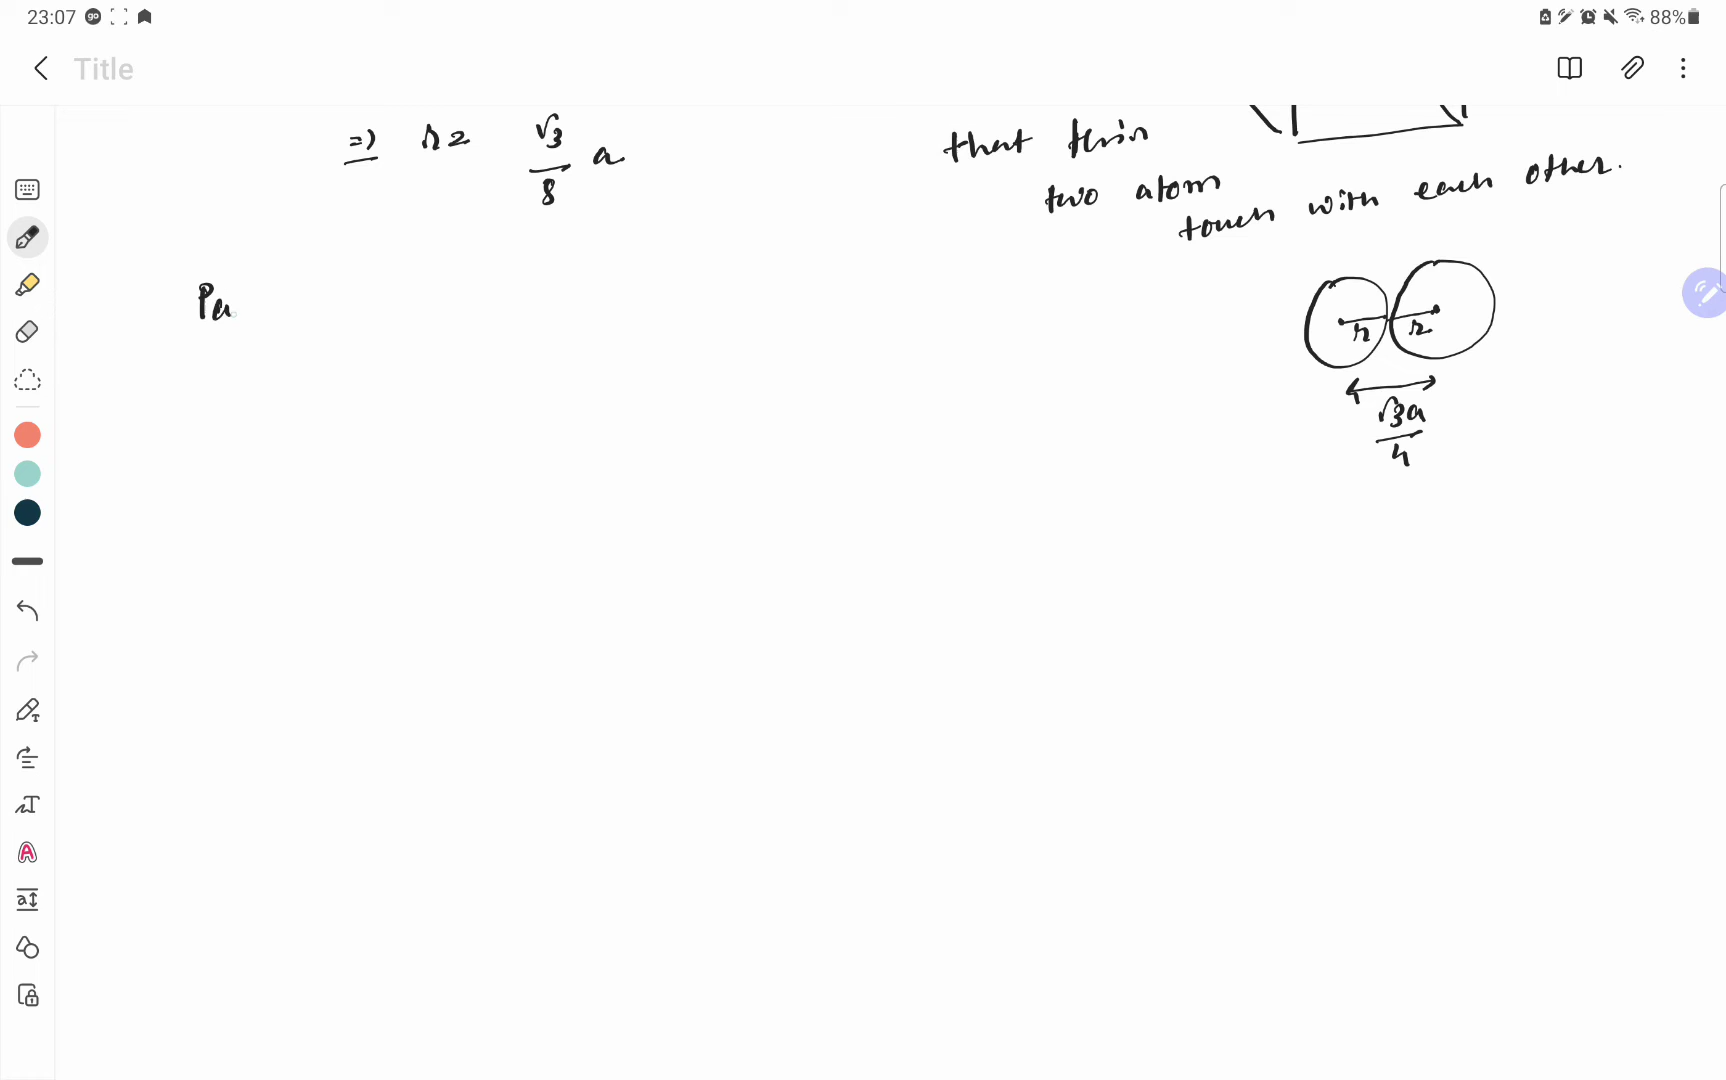 23:07
88%
Title
=> r = √3/8 a
that this
two atom
touch with each other.
Pa
r r
√3a/4